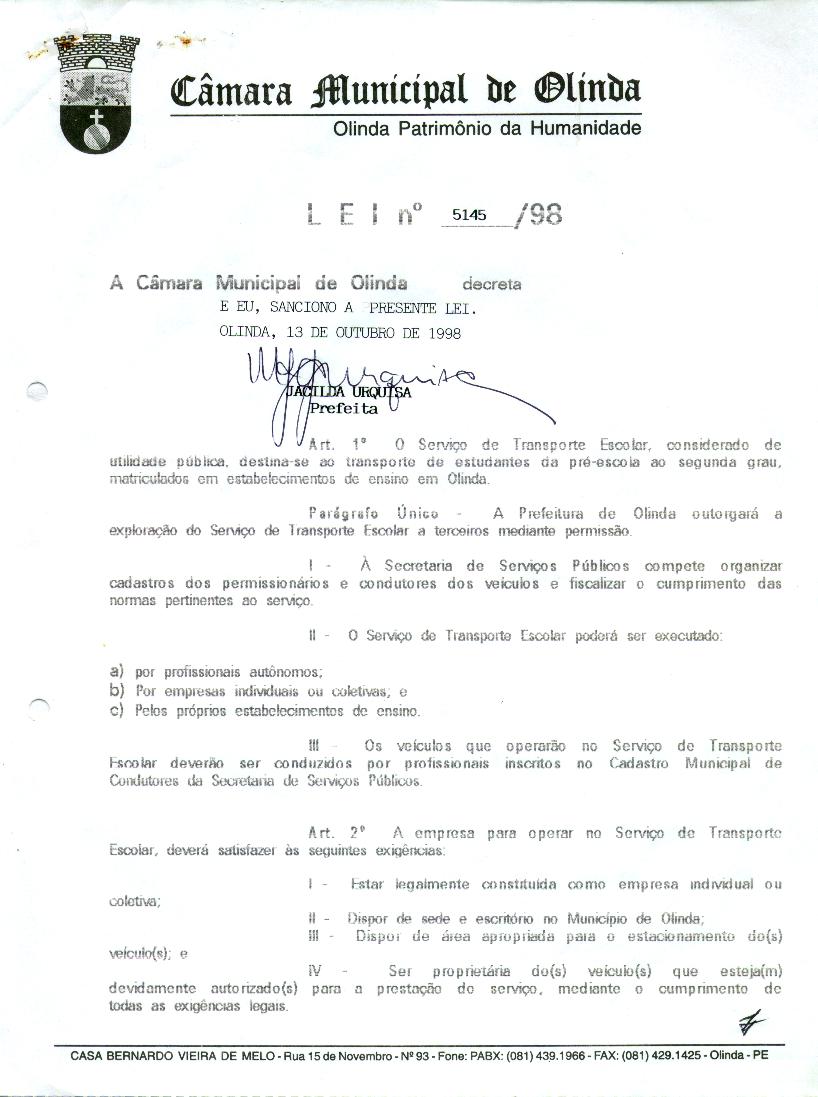 Câmara Municipal de Olinda
Olinda Patrimônio da Humanidade
LEI nº 5145 /98
A Câmara Municipal de Olinda decreta
E EU, SANCIONO A PRESENTE LEI.
OLINDA, 13 DE OUTUBRO DE 1998
JACILDA URQUISA
Prefeita
Art. 1º O Serviço de Transporte Escolar, considerado de
utilidade pública, destina-se ao transporte de estudantes da pré-escola ao segunda grau,
matriculados em estabelecimentos de ensino em Olinda.
Parágrafo Único - A Prefeitura de Olinda outorgará a
exploração do Serviço de Transporte Escolar a terceiros mediante permissão.
I - À Secretaria de Serviços Públicos compete organizar
cadastros dos permissionários e condutores dos veículos e fiscalizar o cumprimento das
normas pertinentes ao serviço.
II - O Serviço de Transporte Escolar poderá ser executado:
a) por profissionais autônomos;
b) Por empresas individuais ou coletivas; e
c) Pelos próprios estabelecimentos de ensino.
III - Os veículos que operarão no Serviço de Transporte
Escolar deverão ser conduzidos por profissionais inscritos no Cadastro Municipal de
Condutores da Secretaria de Serviços Públicos.
Art. 2º A empresa para operar no Serviço de Transporte
Escolar, deverá satisfazer às seguintes exigências:
I - Estar legalmente constituída como empresa individual ou
coletiva;
II - Dispor de sede e escritório no Município de Olinda;
III - Dispor de área apropriada para o estacionamento do(s)
veículo(s); e
IV - Ser proprietária do(s) veículo(s) que esteja(m)
devidamente autorizado(s) para a prestação do serviço, mediante o cumprimento de
todas as exigências legais.
CASA BERNARDO VIEIRA DE MELO - Rua 15 de Novembro - Nº 93 - Fone: PABX: (081) 439.1966 - FAX: (081) 429.1425 - Olinda - PE